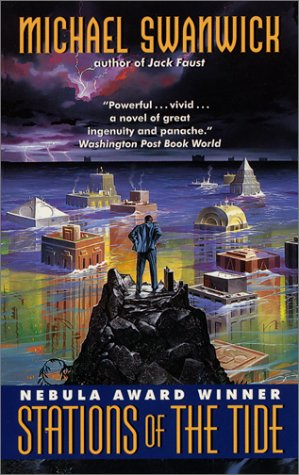 MICHAEL SWANWICK
author of Jack Faust
"Powerful . . . vivid . . .
a novel of great
ingenuity and panache."
Washington Post Book World
NEBULA AWARD WINNER
STATIONS OF THE TIDE